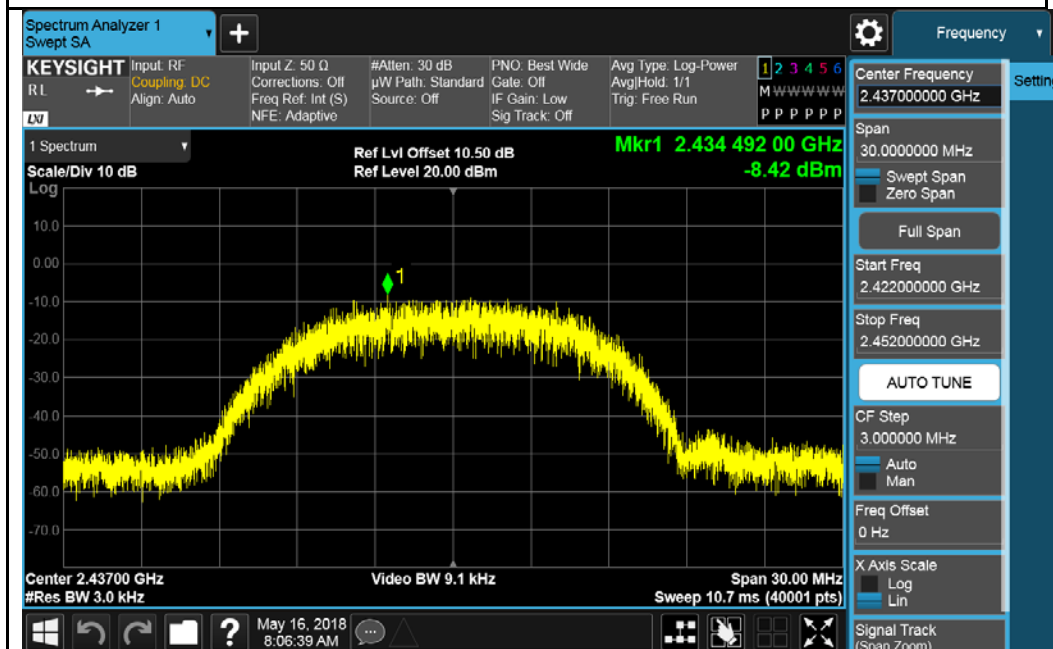 Spectrum Analyzer 1
Swept SA
+
Frequency
KEYSIGHT
RL
LXI
Input: RF
Coupling: DC
Align: Auto
Input Z: 50 Ω
Corrections: Off
Freq Ref: Int (S)
NFE: Adaptive
#Atten: 30 dB
µW Path: Standard
Source: Off
PNO: Best Wide
Gate: Off
IF Gain: Low
Sig Track: Off
Avg Type: Log-Power
Avg|Hold: 1/1
Trig: Free Run
1 2 3 4 5 6
M W W W W W
P P P P P P
1 Spectrum
Scale/Div 10 dB
Log
Ref Lvl Offset 10.50 dB
Ref Level 20.00 dBm
Mkr1 2.434 492 00 GHz
-8.42 dBm
10.0
0.00
-10.0
-20.0
-30.0
-40.0
-50.0
-60.0
-70.0
1
Center 2.43700 GHz
#Res BW 3.0 kHz
Video BW 9.1 kHz
Span 30.00 MHz
Sweep 10.7 ms (40001 pts)
?
May 16, 2018
8:06:39 AM
Center Frequency
2.437000000 GHz
Settin
Span
30.0000000 MHz
Swept Span
Zero Span
Full Span
Start Freq
2.422000000 GHz
Stop Freq
2.452000000 GHz
AUTO TUNE
CF Step
3.000000 MHz
Auto
Man
Freq Offset
0 Hz
X Axis Scale
Log
Lin
Signal Track
(Span Zoom)